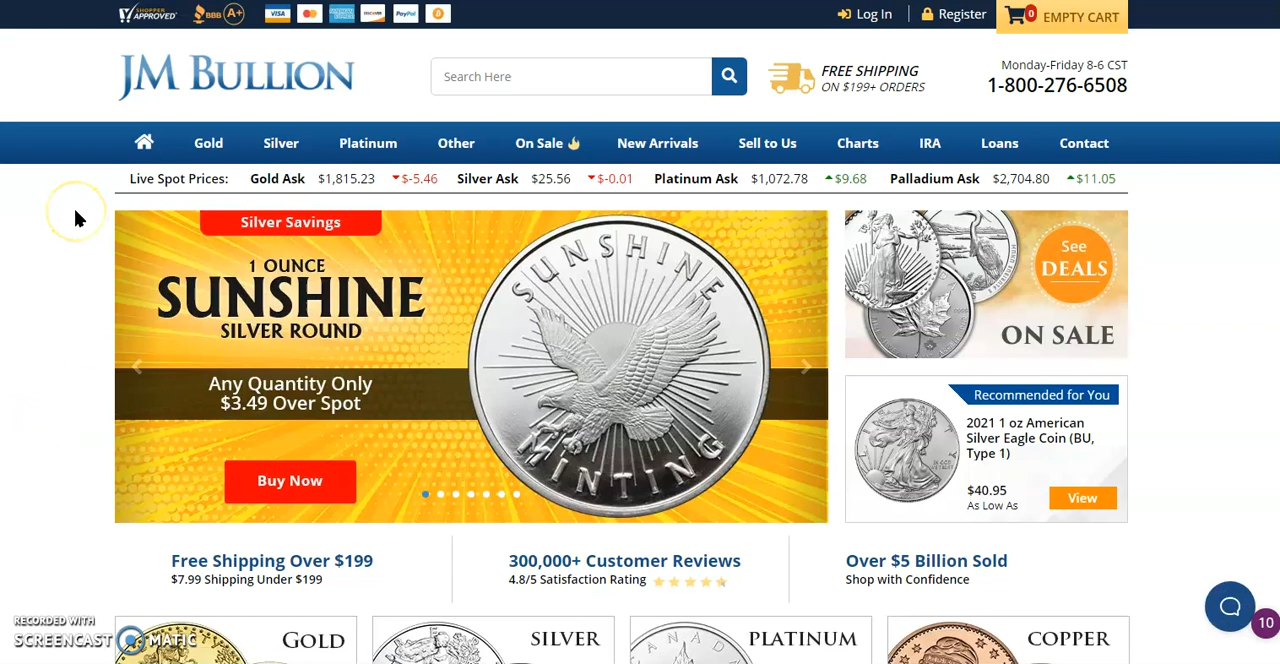 SHOPPER APPROVED
BBB A+
VISA
DISCOVER
PayPal
Log In
Register
0 EMPTY CART
JM BULLION
Search Here
FREE SHIPPING
ON $199+ ORDERS
Monday-Friday 8-6 CST
1-800-276-6508
Gold Silver Platinum Other On Sale New Arrivals Sell to Us Charts IRA Loans Contact
Live Spot Prices: Gold Ask $1,815.23 $-5.46 Silver Ask $25.56 $-0.01 Platinum Ask $1,072.78 $9.68 Palladium Ask $2,704.80 $11.05
Silver Savings
1 OUNCE
SUNSHINE
SILVER ROUND
Any Quantity Only
$3.49 Over Spot
Buy Now
SUNSHINE
MINTING
See
DEALS
ON SALE
Recommended for You
2021 1 oz American
Silver Eagle Coin (BU,
Type 1)
$40.95
As Low As
View
Free Shipping Over $199
$7.99 Shipping Under $199
300,000+ Customer Reviews
4.8/5 Satisfaction Rating
Over $5 Billion Sold
Shop with Confidence
GOLD
SILVER
PLATINUM
COPPER
CANAD
10
RECORDED WITH
SCREENCAST MATIC